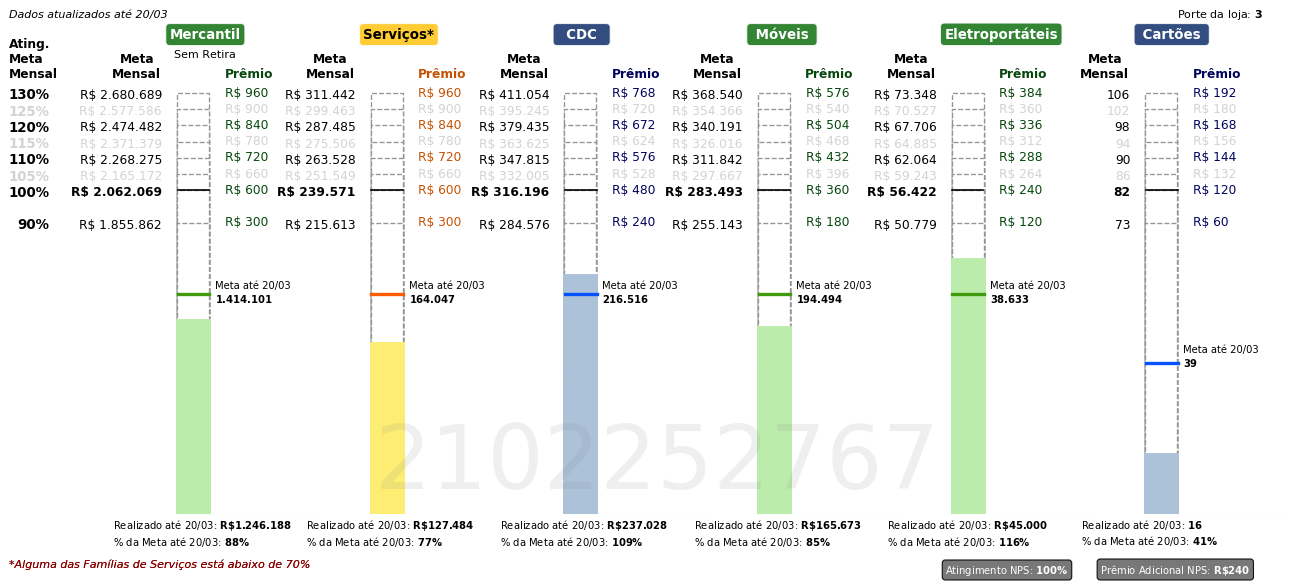 Dados atualizados até 20/03 Porte da loja: 3
Mercantil Serviços* CDC Móveis Eletroportáteis Cartões
Sem Retira
Ating. Meta Mensal Meta Mensal Prêmio Meta Mensal Prêmio Meta Mensal Prêmio Meta Mensal Prêmio Meta Mensal Prêmio Meta Mensal Prêmio
130% R$ 2.680.689 R$ 960 R$ 311.442 R$ 960 R$ 411.054 R$ 768 R$ 368.540 R$ 576 R$ 73.348 R$ 384 106 R$ 192
125% R$ 2.577.586 R$ 900 R$ 299.463 R$ 900 R$ 395.245 R$ 720 R$ 354.366 R$ 540 R$ 70.527 R$ 360 102 R$ 180
120% R$ 2.474.482 R$ 840 R$ 287.485 R$ 840 R$ 379.435 R$ 672 R$ 340.191 R$ 504 R$ 67.706 R$ 336 98 R$ 168
115% R$ 2.371.379 R$ 780 R$ 275.506 R$ 780 R$ 363.625 R$ 624 R$ 326.016 R$ 468 R$ 64.885 R$ 312 94 R$ 156
110% R$ 2.268.275 R$ 720 R$ 263.528 R$ 720 R$ 347.815 R$ 576 R$ 311.842 R$ 432 R$ 62.064 R$ 288 90 R$ 144
105% R$ 2.165.172 R$ 660 R$ 251.549 R$ 660 R$ 332.005 R$ 528 R$ 297.667 R$ 396 R$ 59.243 R$ 264 86 R$ 132
100% R$ 2.062.069 R$ 600 R$ 239.571 R$ 600 R$ 316.196 R$ 480 R$ 283.493 R$ 360 R$ 56.422 R$ 240 82 R$ 120
90% R$ 1.855.862 R$ 300 R$ 215.613 R$ 300 R$ 284.576 R$ 240 R$ 255.143 R$ 180 R$ 50.779 R$ 120 73 R$ 60
Meta até 20/03 Meta até 20/03 Meta até 20/03 Meta até 20/03 Meta até 20/03
1.414.101 164.047 216.516 194.494 38.633
Meta até 20/03
39
2102252767
Realizado até 20/03: R$1.246.188 Realizado até 20/03: R$127.484 Realizado até 20/03: R$237.028 Realizado até 20/03: R$165.673 Realizado até 20/03: R$45.000 Realizado até 20/03: 16
% da Meta até 20/03: 88% % da Meta até 20/03: 77% % da Meta até 20/03: 109% % da Meta até 20/03: 85% % da Meta até 20/03: 116% % da Meta até 20/03: 41%
*Alguma das Famílias de Serviços está abaixo de 70% Atingimento NPS: 100% Prêmio Adicional NPS: R$240